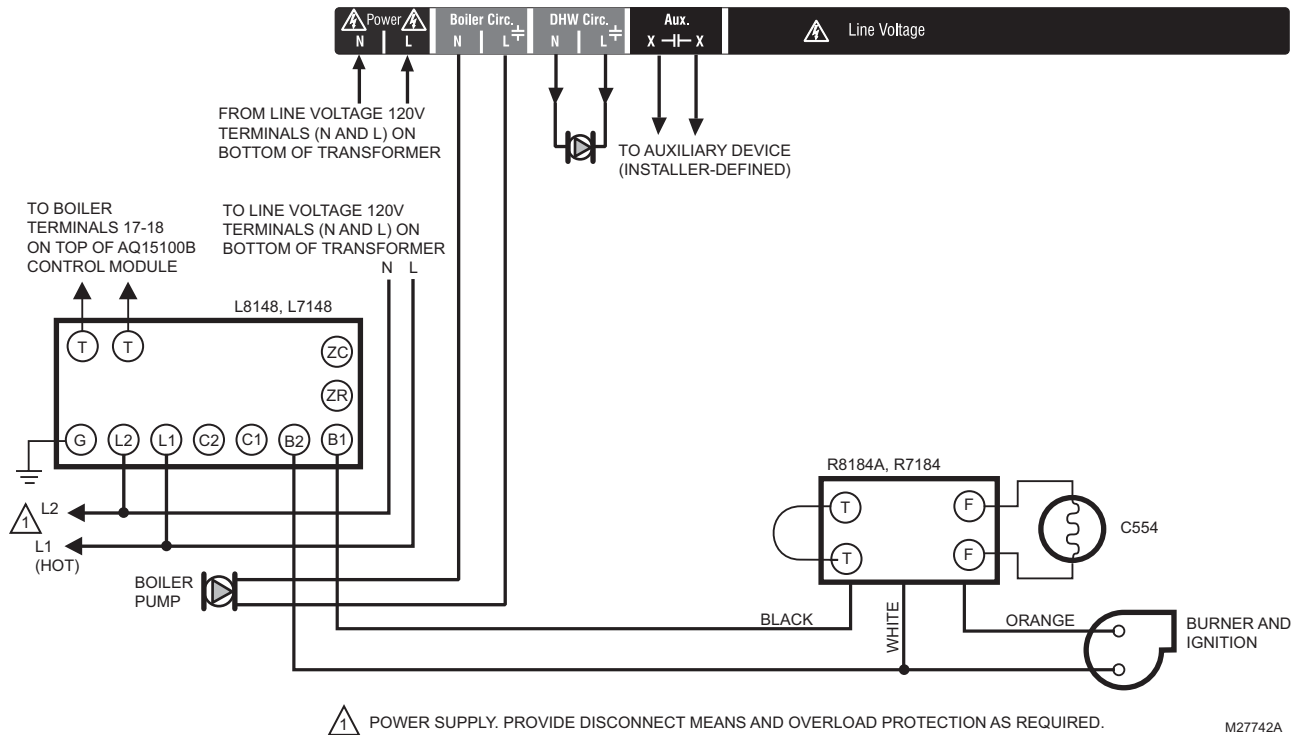 Power
Boiler Circ.
DHW Circ.
Aux.
N L
N L
N L
X X
Line Voltage
FROM LINE VOLTAGE 120V
TERMINALS (N AND L) ON
BOTTOM OF TRANSFORMER
TO AUXILIARY DEVICE
(INSTALLER-DEFINED)
TO BOILER
TERMINALS 17-18
ON TOP OF AQ15100B
CONTROL MODULE
TO LINE VOLTAGE 120V
TERMINALS (N AND L) ON
BOTTOM OF TRANSFORMER
N L
L8148, L7148
T T
ZC
ZR
G L2 L1 C2 C1 B2 B1
1
L2
L1
(HOT)
BOILER
PUMP
R8184A, R7184
T F
T F
C554
BLACK
WHITE
ORANGE
BURNER AND
IGNITION
1 POWER SUPPLY. PROVIDE DISCONNECT MEANS AND OVERLOAD PROTECTION AS REQUIRED.
M27742A